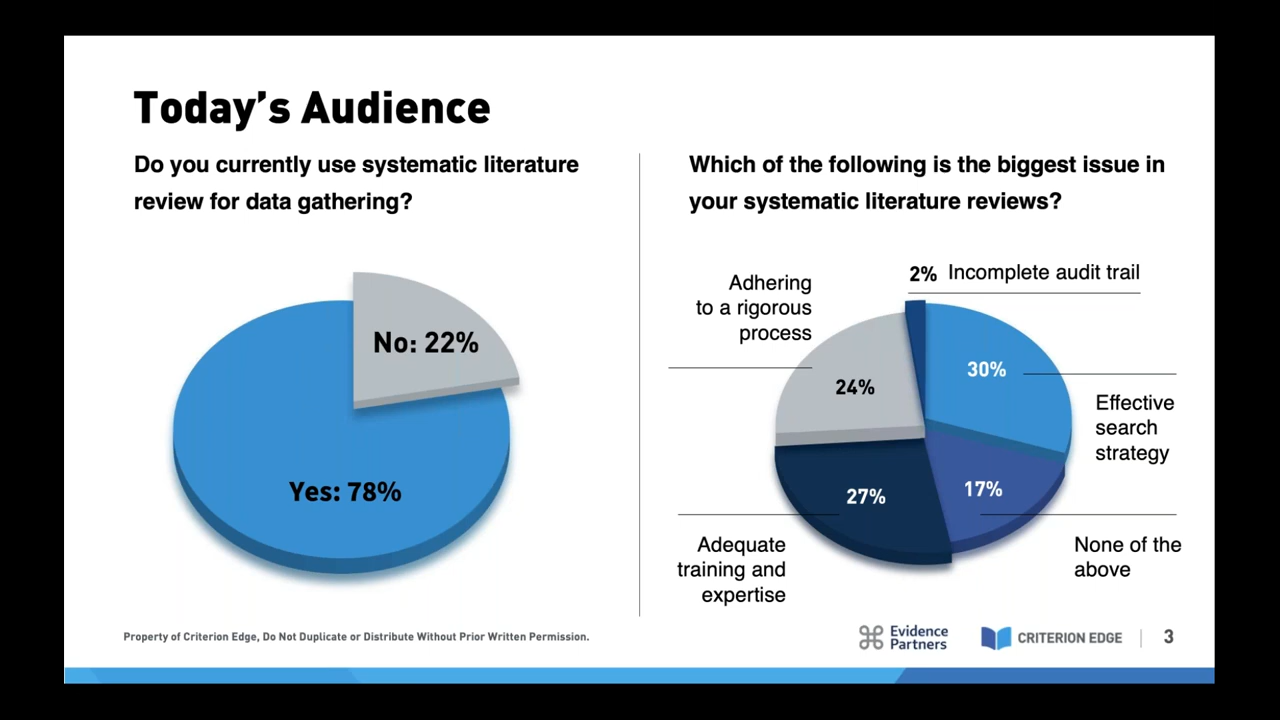 Today's Audience
Do you currently use systematic literature
review for data gathering?
No: 22%
Yes: 78%
Which of the following is the biggest issue in
your systematic literature reviews?
2% Incomplete audit trail
Adhering
to a rigorous
process
24%
30%
Effective
search
strategy
27%
17%
Adequate
training and
expertise
None of the
above
Property of Criterion Edge, Do Not Duplicate or Distribute Without Prior Written Permission.
Evidence
Partners
CRITERION EDGE
3